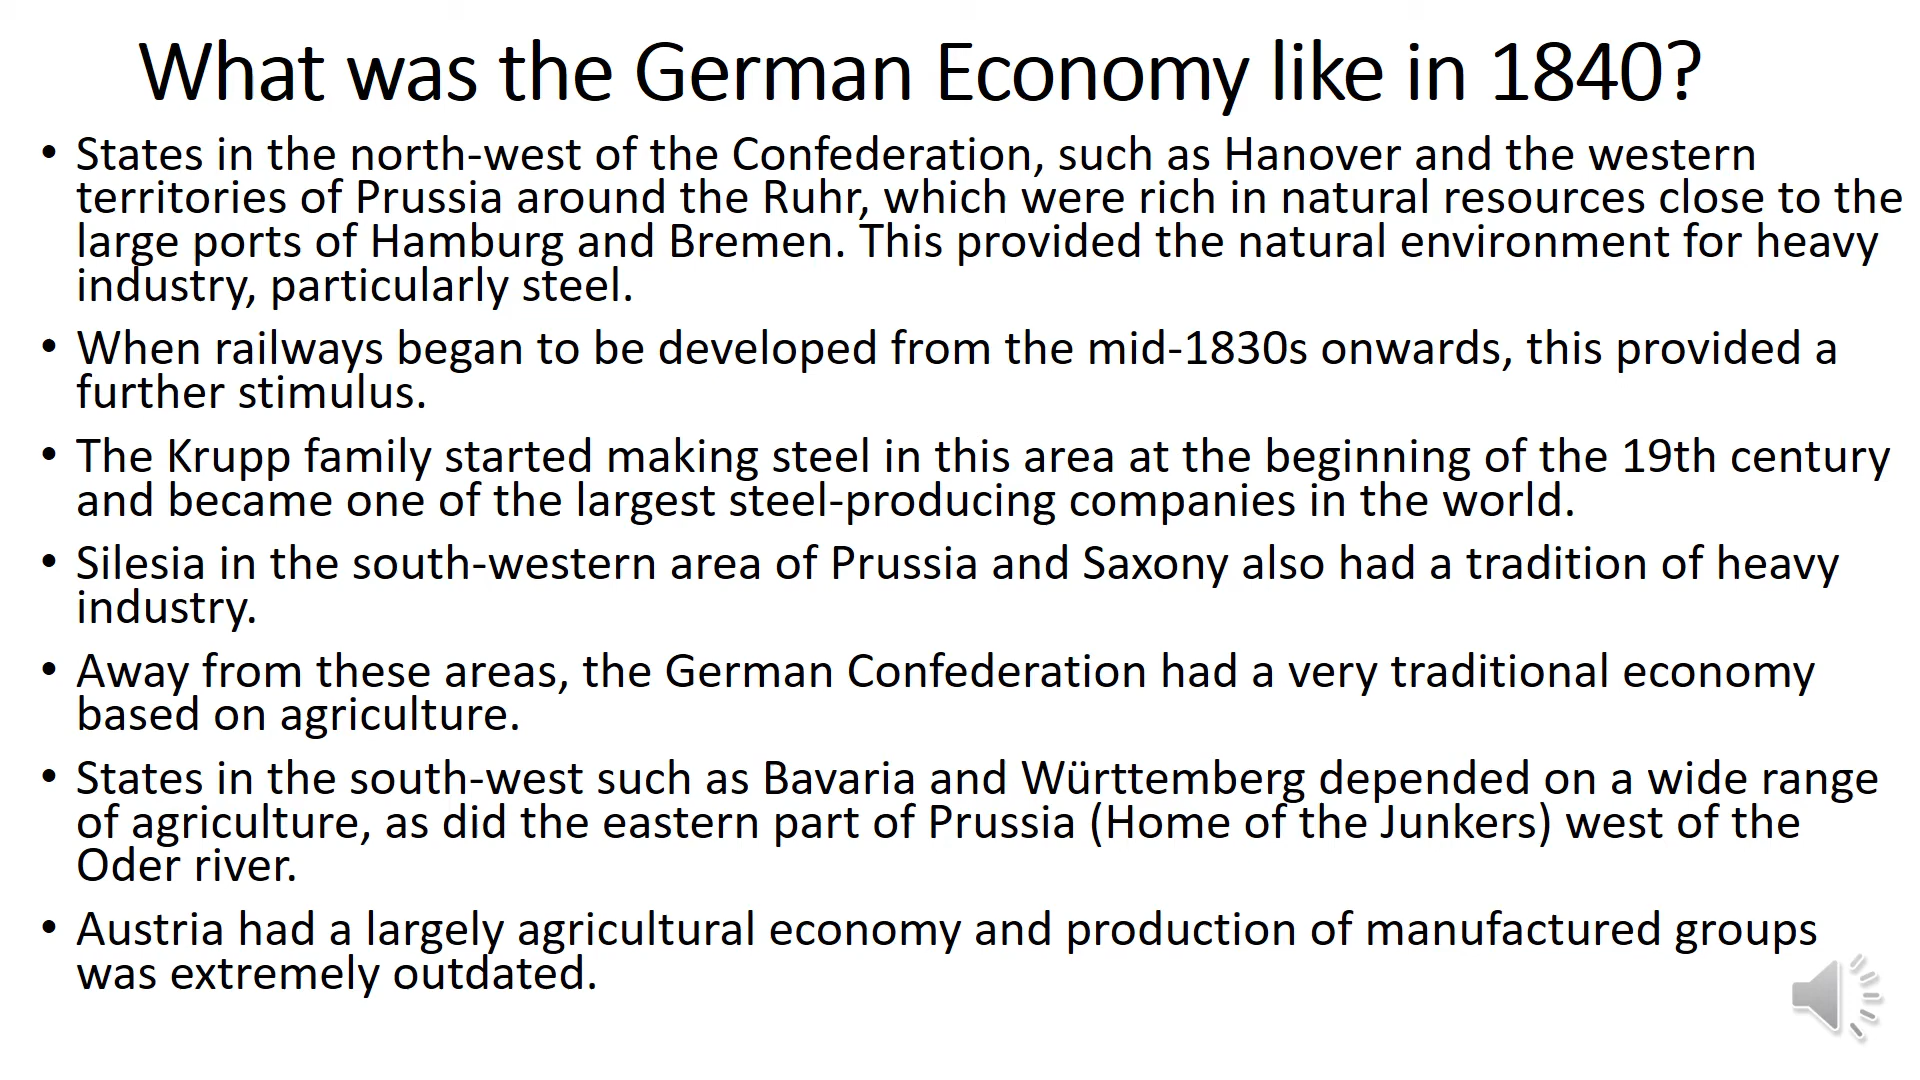 What was the German Economy like in 1840?
• States in the north-west of the Confederation, such as Hanover and the western
territories of Prussia around the Ruhr, which were rich in natural resources close to the
large ports of Hamburg and Bremen. This provided the natural environment for heavy
industry, particularly steel.
• When railways began to be developed from the mid-1830s onwards, this provided a
further stimulus.
• The Krupp family started making steel in this area at the beginning of the 19th century
and became one of the largest steel-producing companies in the world.
• Silesia in the south-western area of Prussia and Saxony also had a tradition of heavy
industry.
• Away from these areas, the German Confederation had a very traditional economy
based on agriculture.
• States in the south-west such as Bavaria and Württemberg depended on a wide range
of agriculture, as did the eastern part of Prussia (Home of the Junkers) west of the
Oder river.
• Austria had a largely agricultural economy and production of manufactured groups
was extremely outdated.